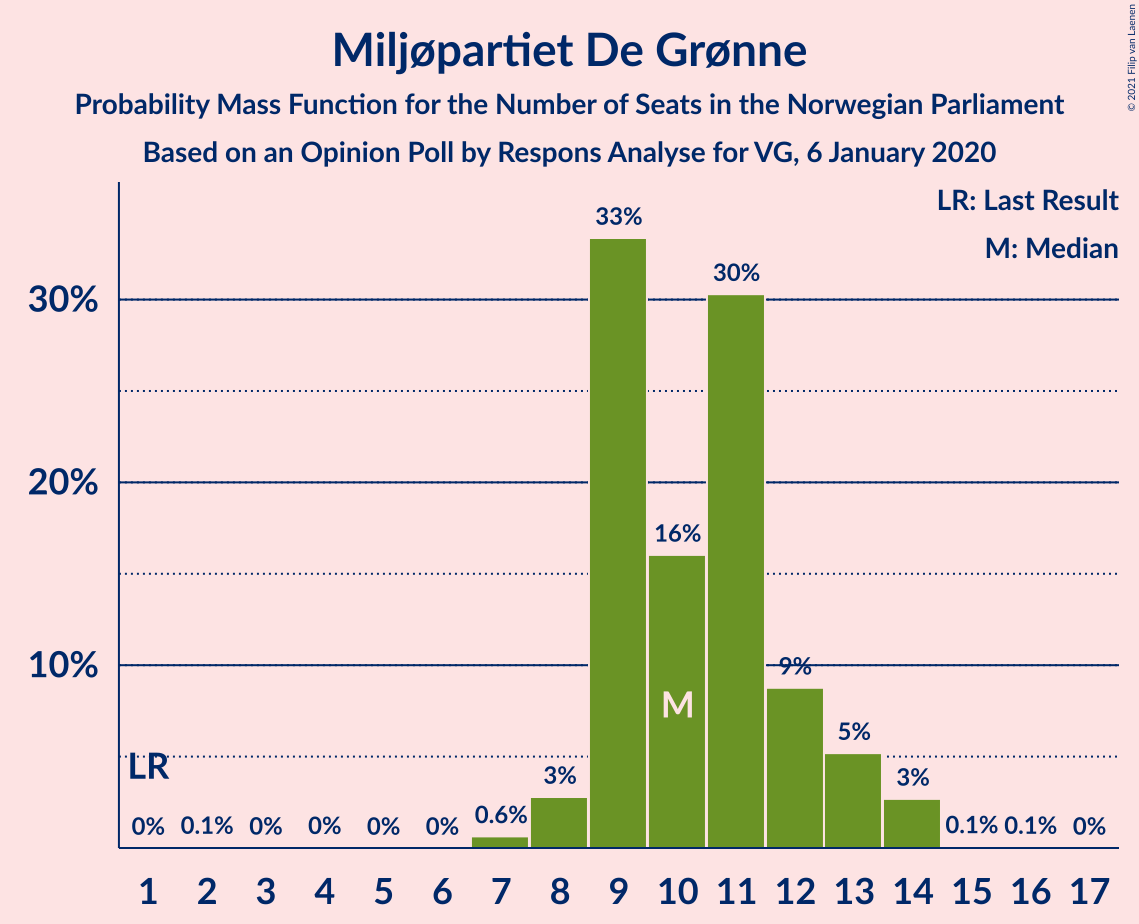 Miljøpartiet De Grønne
Probability Mass Function for the Number of Seats in the Norwegian Parliament
Based on an Opinion Poll by Respons Analyse for VG, 6 January 2020
© 2021 Filip van Laenen
LR: Last Result
M: Median
33%
30%
30%
20%
16%
10%
9%
M
5%
LR
3%
3%
0.6%
0% 0.1% 0% 0% 0% 0% 0.1% 0.1% 0%
1 2 3 4 5 6 7 8 9 10 11 12 13 14 15 16 17